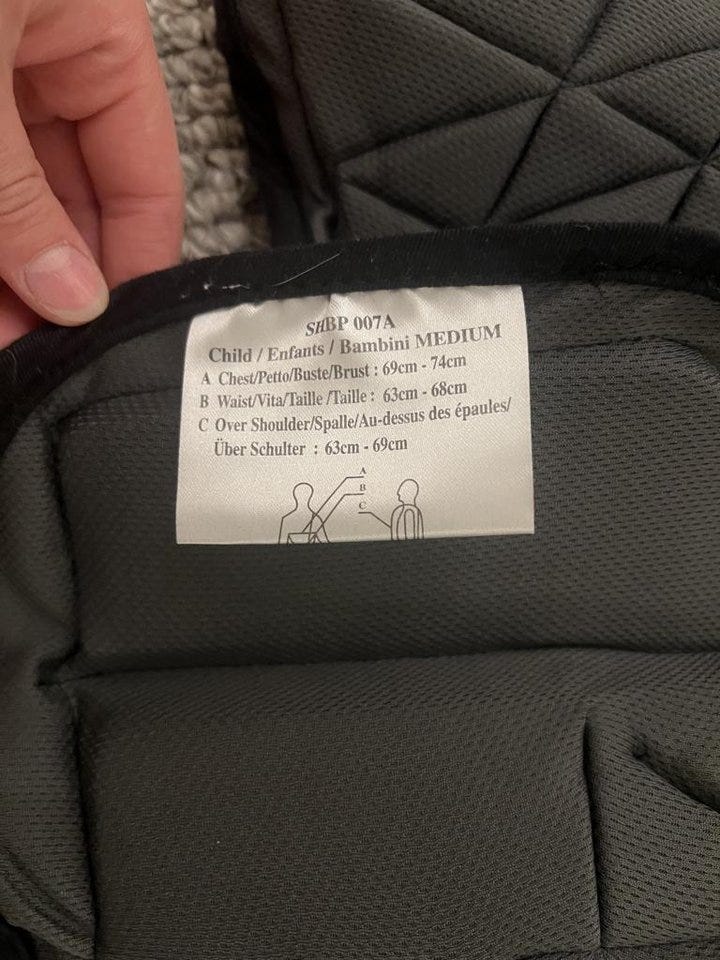 SHBP 007A
Child / Enfants / Bambini MEDIUM
A Chest/Petto/Buste/Brust : 69cm - 74cm
B Waist/Vita/Taille /Taille : 63cm - 68cm
C Over Shoulder/Spalle/Au-dessus des épaules/
Über Schulter : 63cm - 69cm
A
B
C